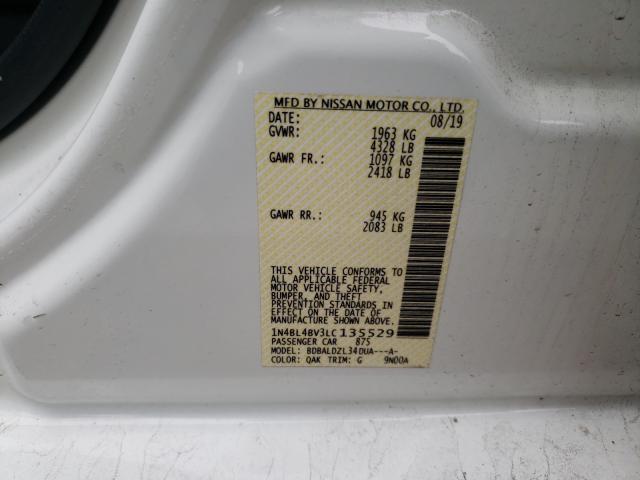 MFD BY NISSAN MOTOR CO., LTD.
DATE: 08/19
GVWR: 1963 KG
4328 LB
GAWR FR.: 1097 KG
2418 LB
GAWR RR.: 945 KG
2083 LB
THIS VEHICLE CONFORMS TO
ALL APPLICABLE FEDERAL
MOTOR VEHICLE SAFETY,
BUMPER, AND THEFT
PREVENTION STANDARDS IN
EFFECT ON THE DATE OF
MANUFACTURE SHOWN ABOVE.
1N4BL4BV3LC135529
PASSENGER CAR 875
MODEL: BDBALDZL34DUA---A-
COLOR: QAK TRIM: G 9N00A